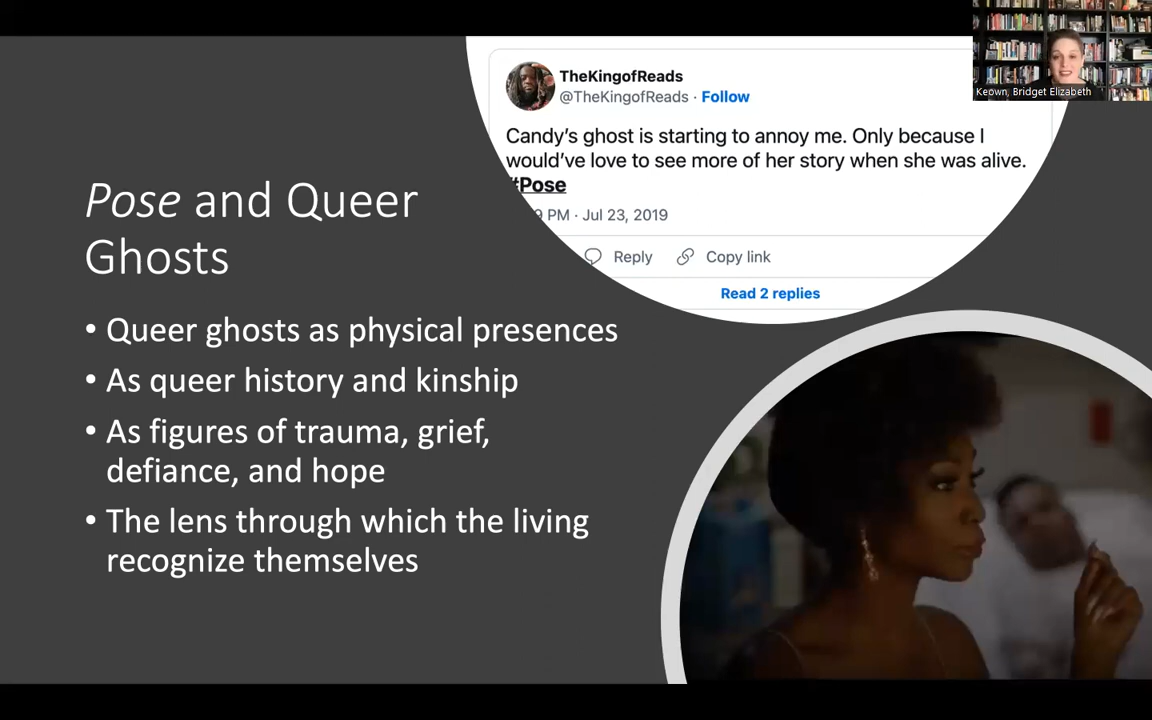 Keown, Bridget Elizabeth
TheKingofReads
@TheKingofReads · Follow
Candy's ghost is starting to annoy me. Only because I
would've love to see more of her story when she was alive.
#Pose
9 PM · Jul 23, 2019
Reply Copy link
Read 2 replies
Pose and Queer
Ghosts
• Queer ghosts as physical presences
• As queer history and kinship
• As figures of trauma, grief,
defiance, and hope
• The lens through which the living
recognize themselves